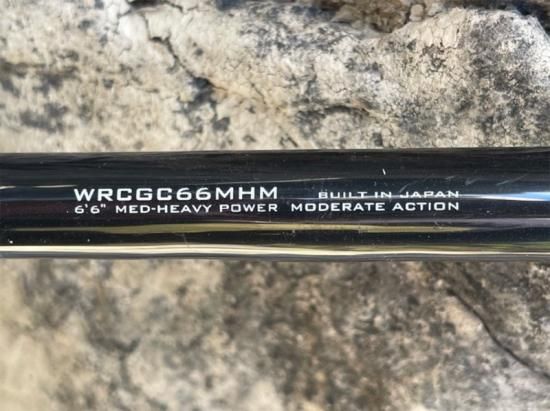 WRCGC66MHM BUILT IN JAPAN
6'6" MED-HEAVY POWER MODERATE ACTION